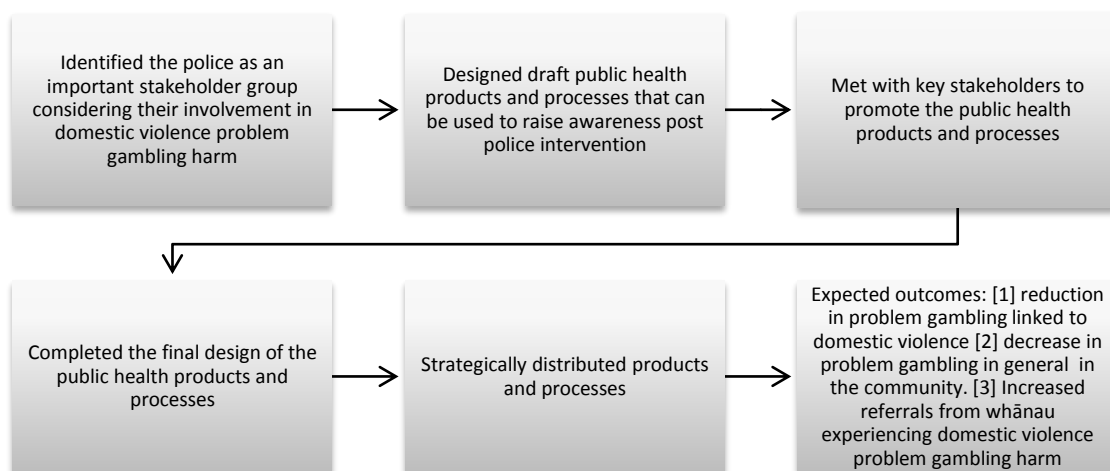 Identified the police as an
important stakeholder group
considering their involvement in
domestic violence problem
gambling harm
Designed draft public health
products and processes that can
be used to raise awareness post
police intervention
Met with key stakeholders to
promote the public health
products and processes
Completed the final design of the
public health products and
processes
Strategically distributed products
and processes
Expected outcomes: [1] reduction
in problem gambling linked to
domestic violence [2] decrease in
problem gambling in general in
the community. [3] Increased
referrals from whānau
experiencing domestic violence
problem gambling harm